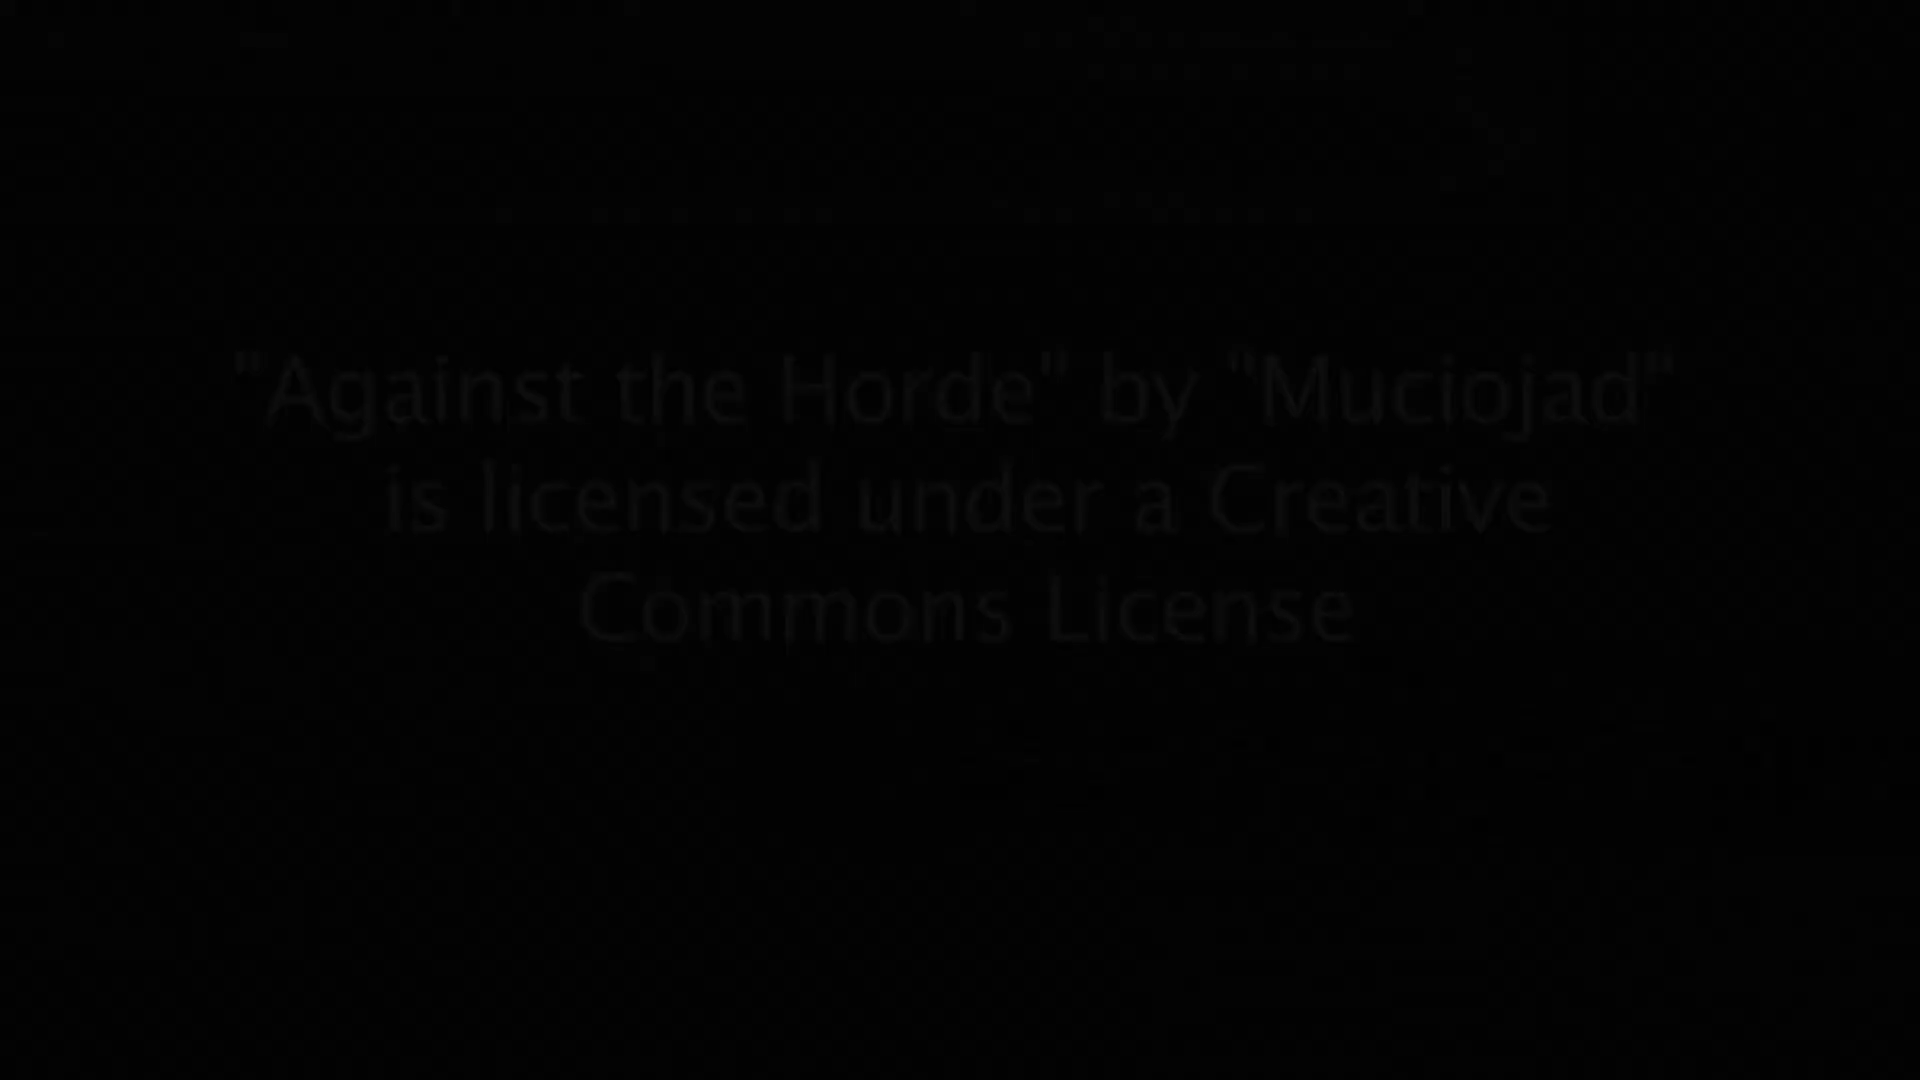 "Against the Horde" by "Muciojad"
is licensed under a Creative
Commons License